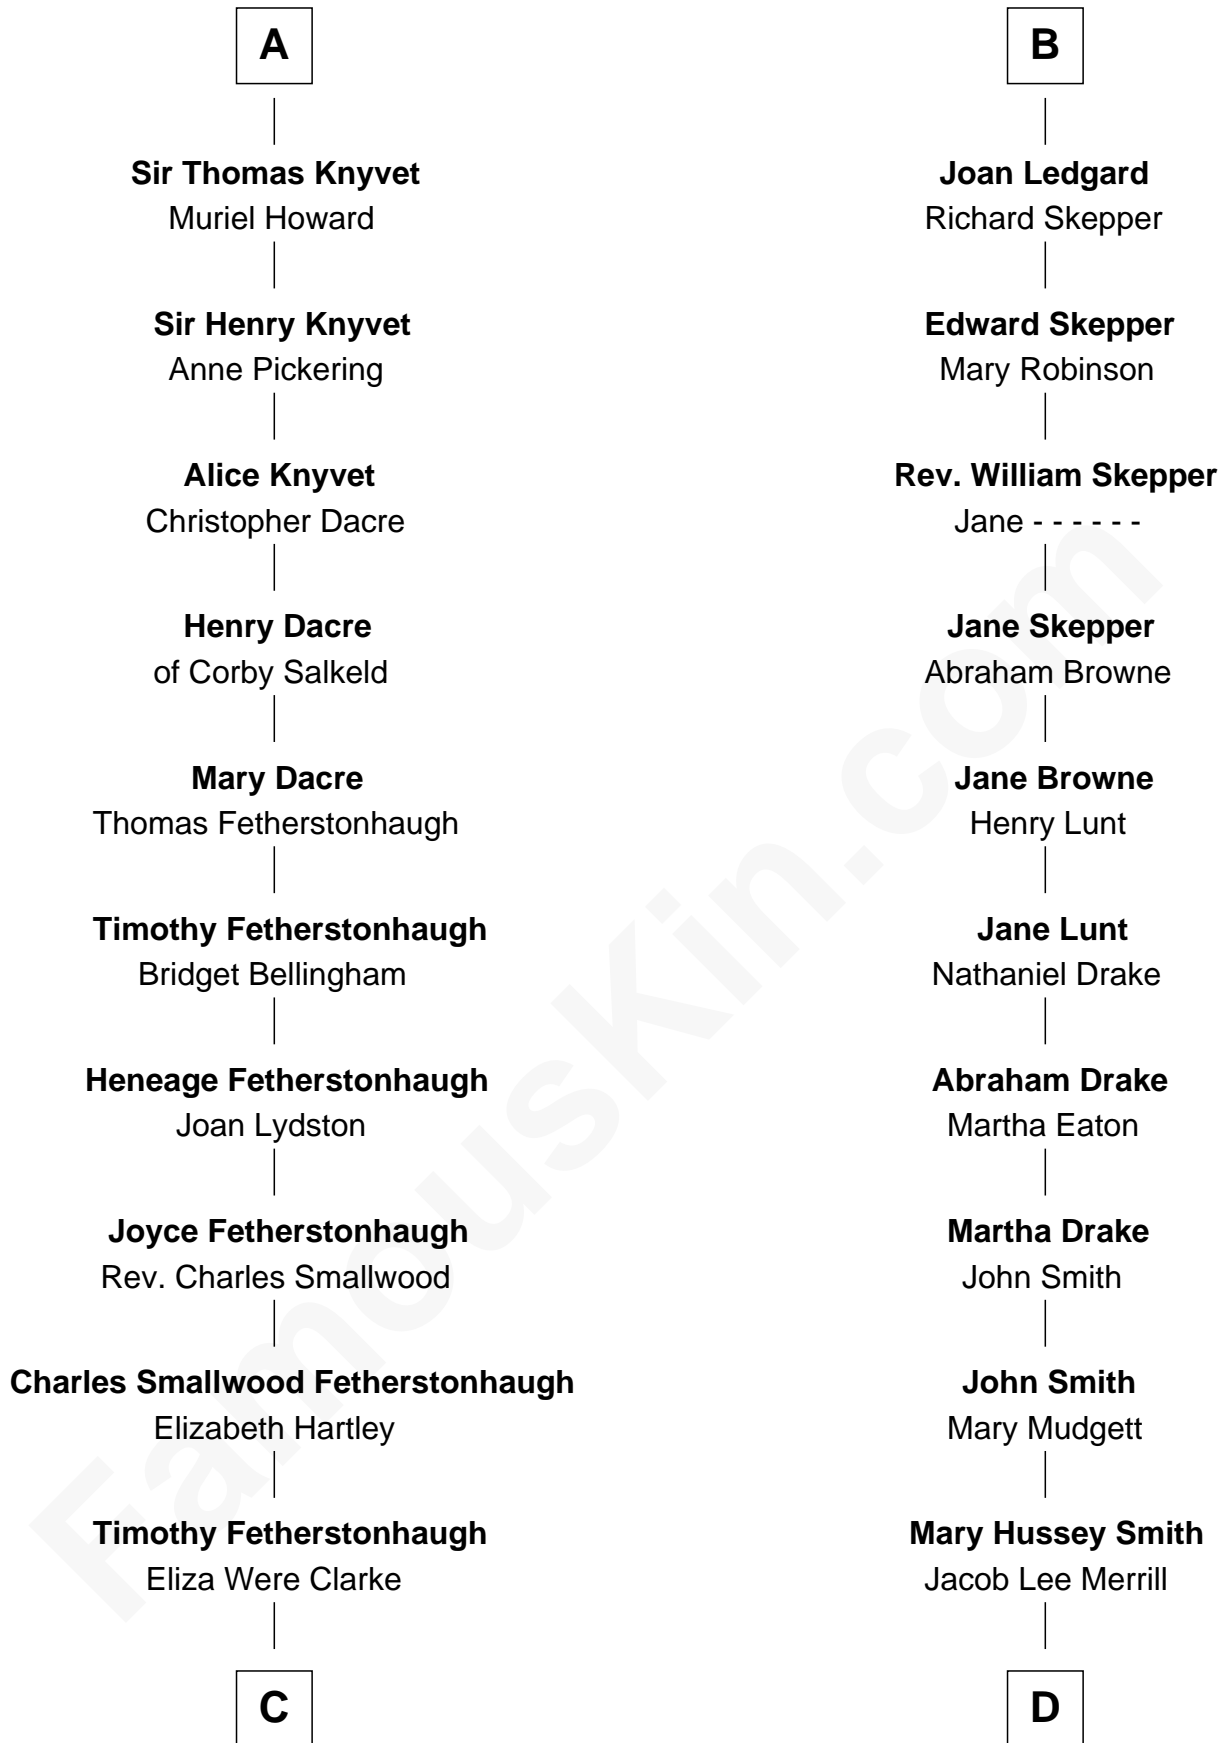 A
Sir Thomas Knyvet
Muriel Howard
Sir Henry Knyvet
Anne Pickering
Alice Knyvet
Christopher Dacre
Henry Dacre
of Corby Salkeld
Mary Dacre
Thomas Fetherstonhaugh
Timothy Fetherstonhaugh
Bridget Bellingham
Heneage Fetherstonhaugh
Joan Lydston
Joyce Fetherstonhaugh
Rev. Charles Smallwood
Charles Smallwood Fetherstonhaugh
Elizabeth Hartley
Timothy Fetherstonhaugh
Eliza Were Clarke
C
B
Joan Ledgard
Richard Skepper
Edward Skepper
Mary Robinson
Rev. William Skepper
Jane - - - - - -
Jane Skepper
Abraham Browne
Jane Browne
Henry Lunt
Jane Lunt
Nathaniel Drake
Abraham Drake
Martha Eaton
Martha Drake
John Smith
John Smith
Mary Mudgett
Mary Hussey Smith
Jacob Lee Merrill
D
FamousKin.com